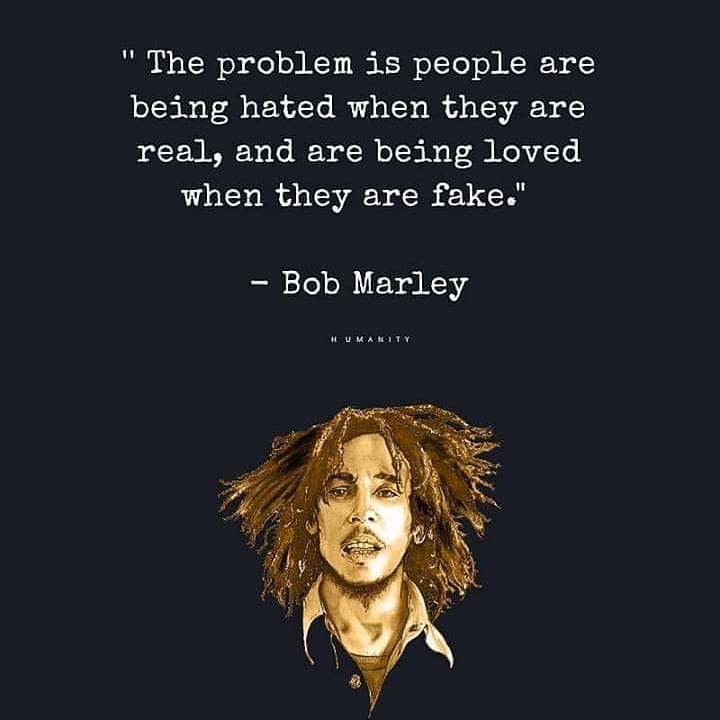 " The problem is people are
being hated when they are
real, and are being loved
when they are fake."
– Bob Marley
HUMANITY